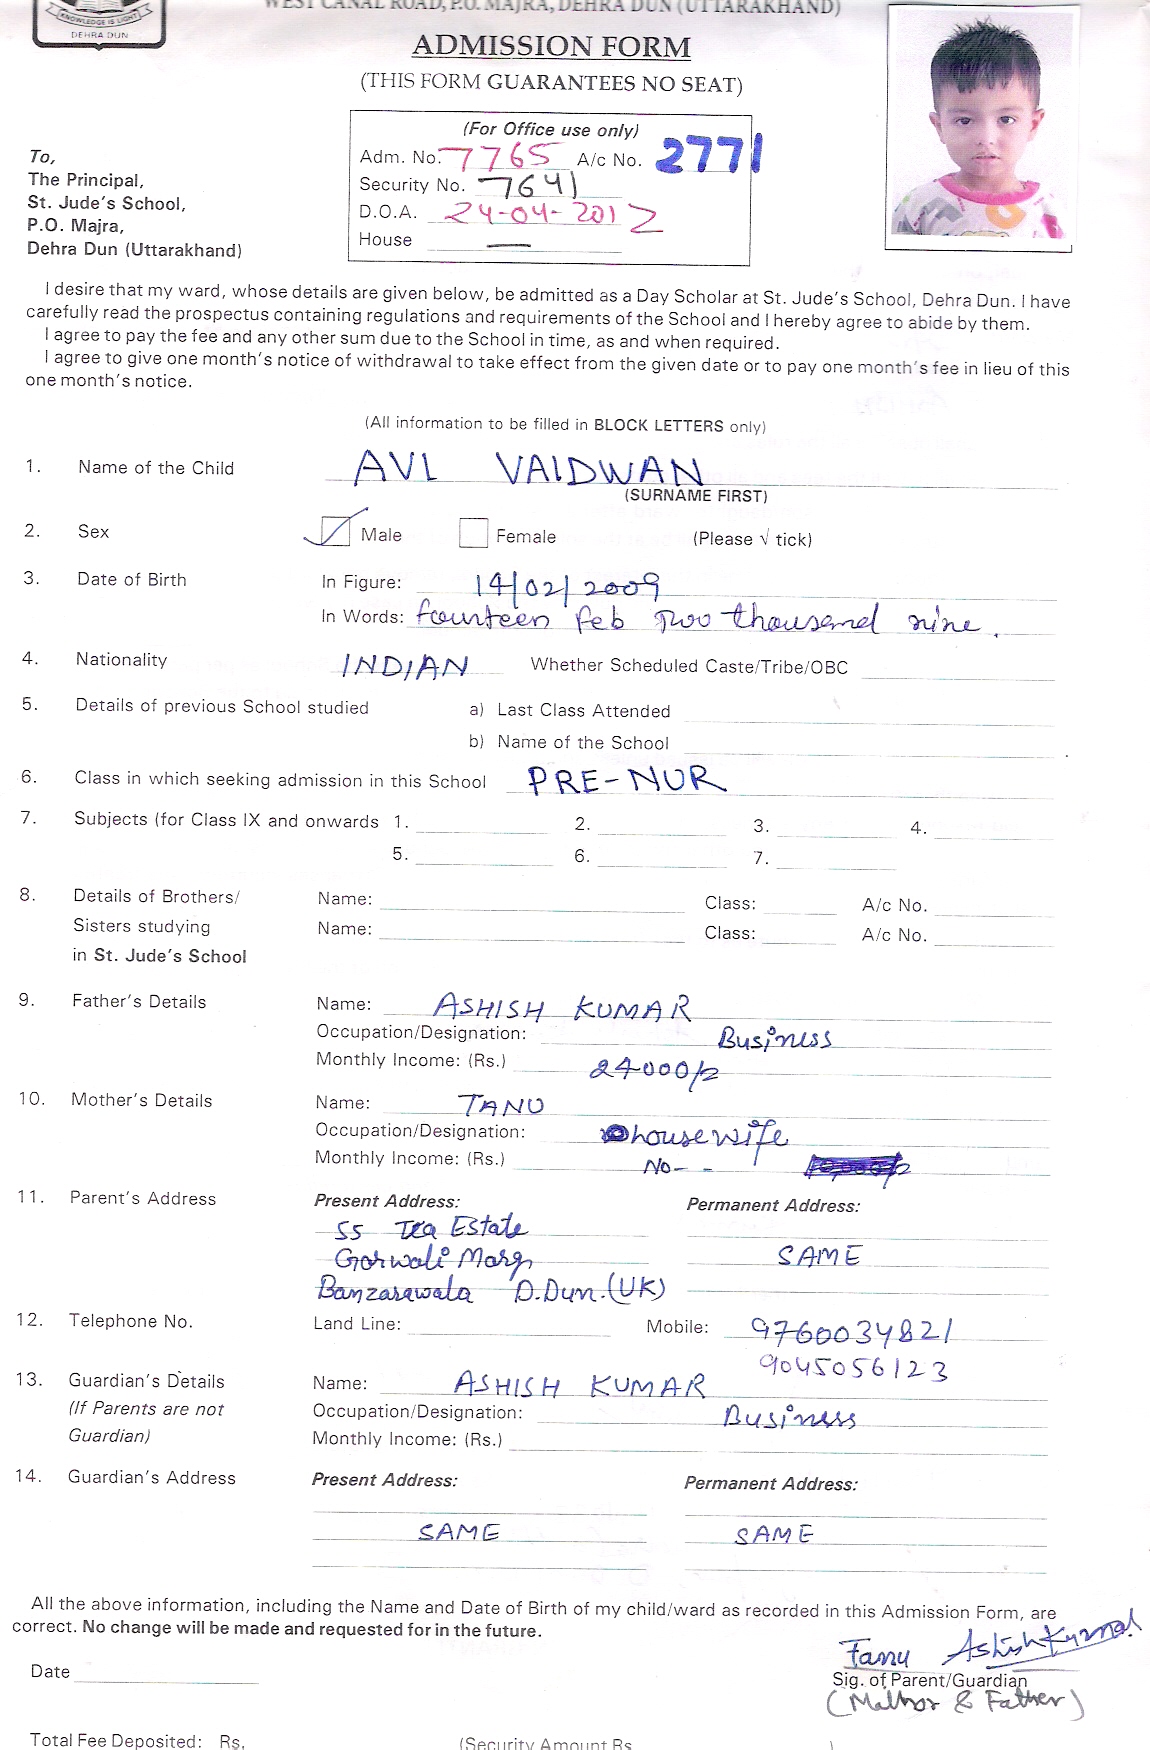 KNOWLEDGE IS LIGHT
DEHRA DUN
WEST CANAL ROAD, P.O. MAJRA, DEHRA DUN (UTTARAKHAND)
ADMISSION FORM
(THIS FORM GUARANTEES NO SEAT)
(For Office use only)
Adm. No. 7765 A/c No. 2771
Security No. 7641
D.O.A. 24-04-2012
House —
To,
The Principal,
St. Jude's School,
P.O. Majra,
Dehra Dun (Uttarakhand)
I desire that my ward, whose details are given below, be admitted as a Day Scholar at St. Jude's School, Dehra Dun. I have
carefully read the prospectus containing regulations and requirements of the School and I hereby agree to abide by them.
I agree to pay the fee and any other sum due to the School in time, as and when required.
I agree to give one month's notice of withdrawal to take effect from the given date or to pay one month's fee in lieu of this
one month's notice.
(All information to be filled in BLOCK LETTERS only)
1. Name of the Child AVI VAIDWAN
(SURNAME FIRST)
2. Sex Male Female (Please √ tick)
3. Date of Birth In Figure: 14/02/2009
In Words: fourteen feb Two thousand nine.
4. Nationality INDIAN Whether Scheduled Caste/Tribe/OBC
5. Details of previous School studied a) Last Class Attended
b) Name of the School
6. Class in which seeking admission in this School PRE-NUR
7. Subjects (for Class IX and onwards 1. 2. 3. 4.
5. 6. 7.
8. Details of Brothers/ Name: Class: A/c No.
Sisters studying Name: Class: A/c No.
in St. Jude's School
9. Father's Details Name: ASHISH KUMAR
Occupation/Designation: Business
Monthly Income: (Rs.) 24000/2
10. Mother's Details Name: TANU
Occupation/Designation: housewife
Monthly Income: (Rs.) No--
11. Parent's Address Present Address: Permanent Address:
55 Tea Estate
Gorwali Marg, SAME
Banzarawala D.Dun.(UK)
12. Telephone No. Land Line: Mobile: 9760034821
9045056123
13. Guardian's Details Name: ASHISH KUMAR
(If Parents are not Occupation/Designation: Business
Guardian) Monthly Income: (Rs.)
14. Guardian's Address Present Address: Permanent Address:
SAME SAME
All the above information, including the Name and Date of Birth of my child/ward as recorded in this Admission Form, are
correct. No change will be made and requested for in the future.
Tanu Ashish Kumar
Date Sig. of Parent/Guardian
(Mother & Father)
Total Fee Deposited: Rs. (Security Amount Rs. )